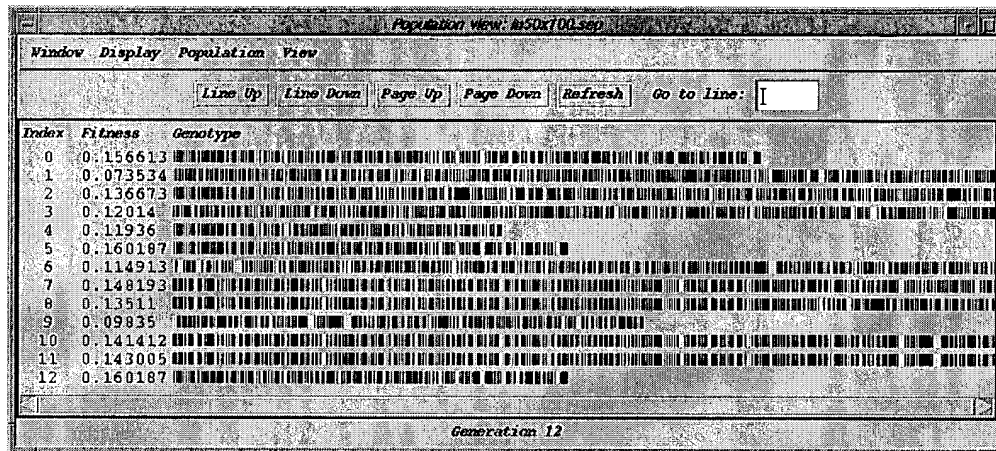 Population view: in50x100.sep
Window Display Population View
Line Up Line Down Page Up Page Down Refresh Go to line:
Index Fitness Genotype
0 0.156613
1 0.073534
2 0.136673
3 0.12014
4 0.11936
5 0.160187
6 0.114913
7 0.148193
8 0.13511
9 0.09835
10 0.141412
11 0.143005
12 0.160187
Generation 12